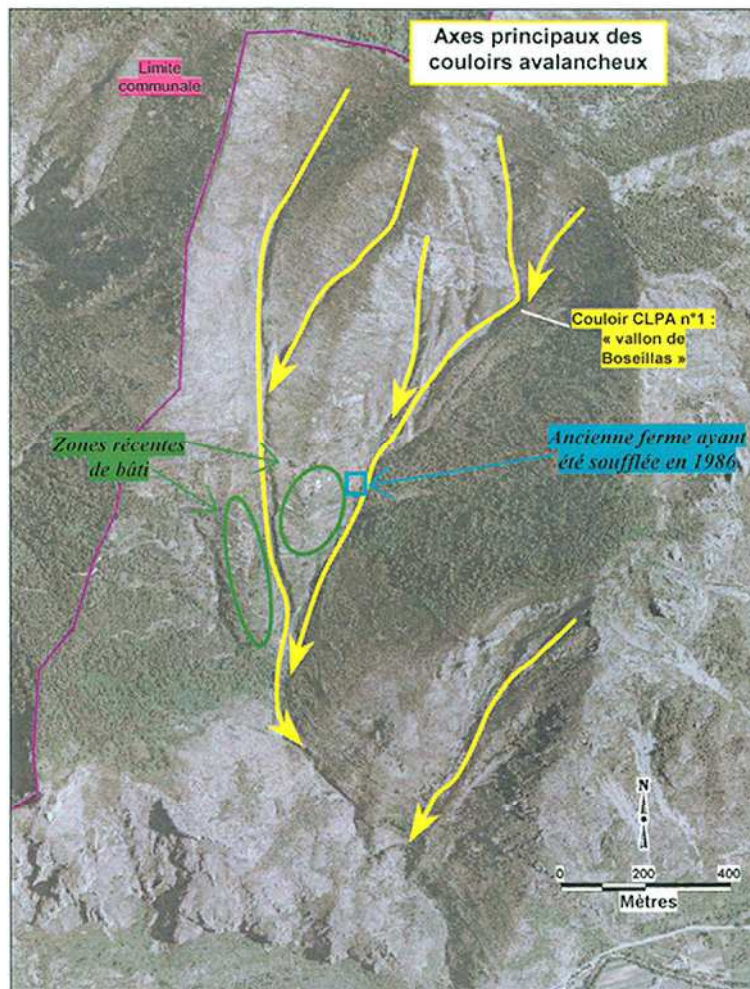 Axes principaux des
couloirs avalancheux
Limite
communale
Couloir CLPA n°1 :
« vallon de
Boseillas »
Zones récentes
de bâti
Ancienne ferme ayant
été soufflée en 1986
N
0 200 400
Mètres